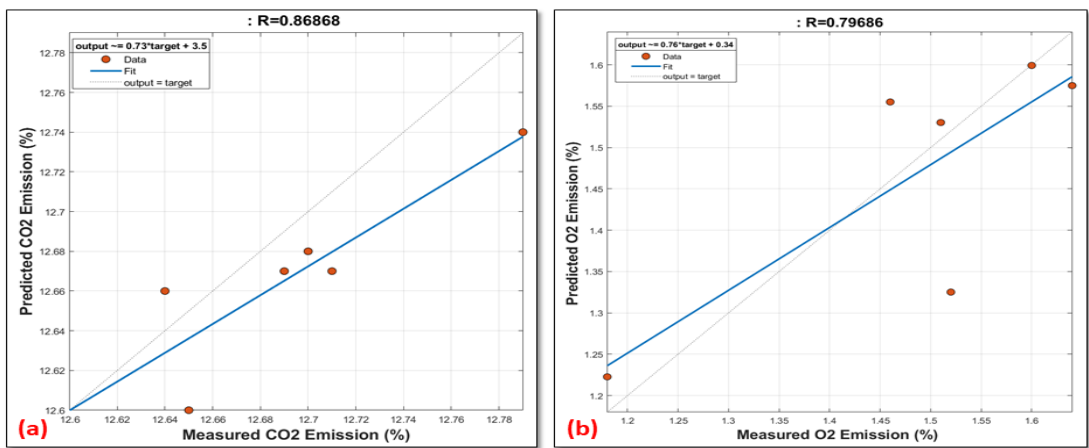 : R=0.86868
output ~= 0.73*target + 3.5
Data
Fit
output = target
Predicted CO2 Emission (%)
12.78
12.76
12.74
12.72
12.7
12.68
12.66
12.64
12.62
12.6
12.6 12.62 12.64 12.66 12.68 12.7 12.72 12.74 12.76 12.78
Measured CO2 Emission (%)
(a)
: R=0.79686
output ~= 0.76*target + 0.34
Data
Fit
output = target
Predicted O2 Emission (%)
1.6
1.55
1.5
1.45
1.4
1.35
1.3
1.25
1.2
1.2 1.25 1.3 1.35 1.4 1.45 1.5 1.55 1.6
Measured O2 Emission (%)
(b)